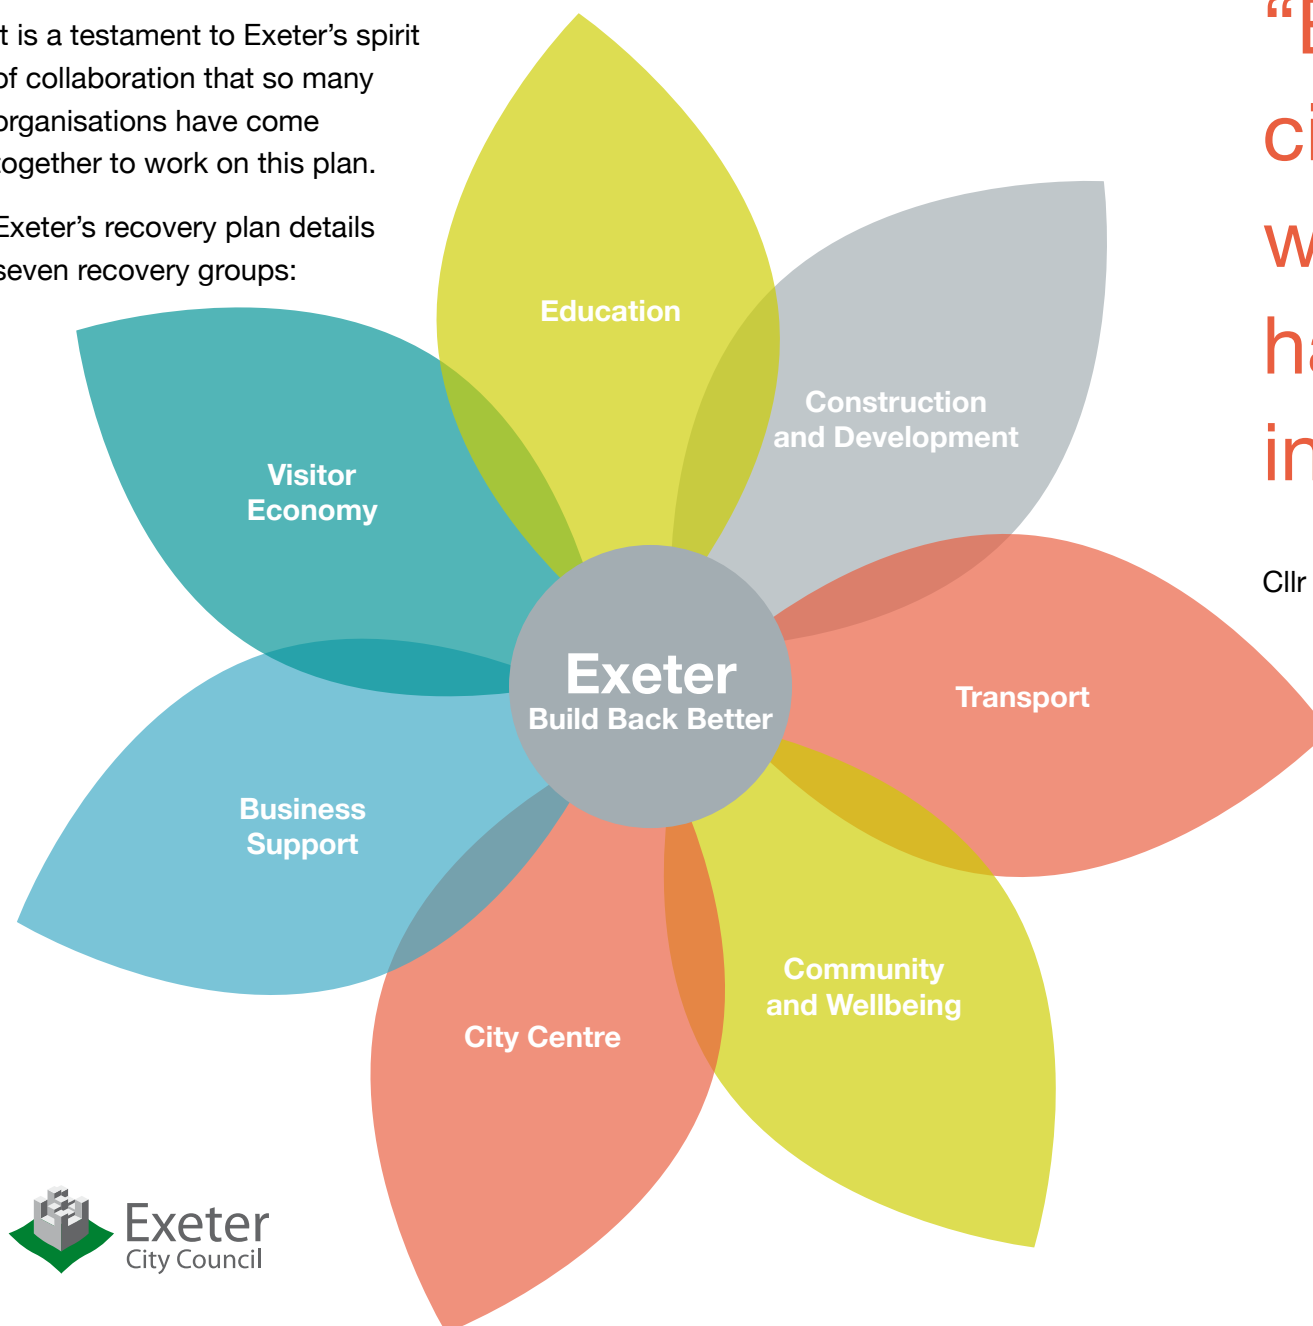 t is a testament to Exeter’s spirit
of collaboration that so many
organisations have come
together to work on this plan.
Exeter’s recovery plan details
seven recovery groups:
Education
Construction
and Development
Visitor
Economy
Exeter
Build Back Better
Transport
Business
Support
Community
and Wellbeing
City Centre
Cllr
Exeter
City Council